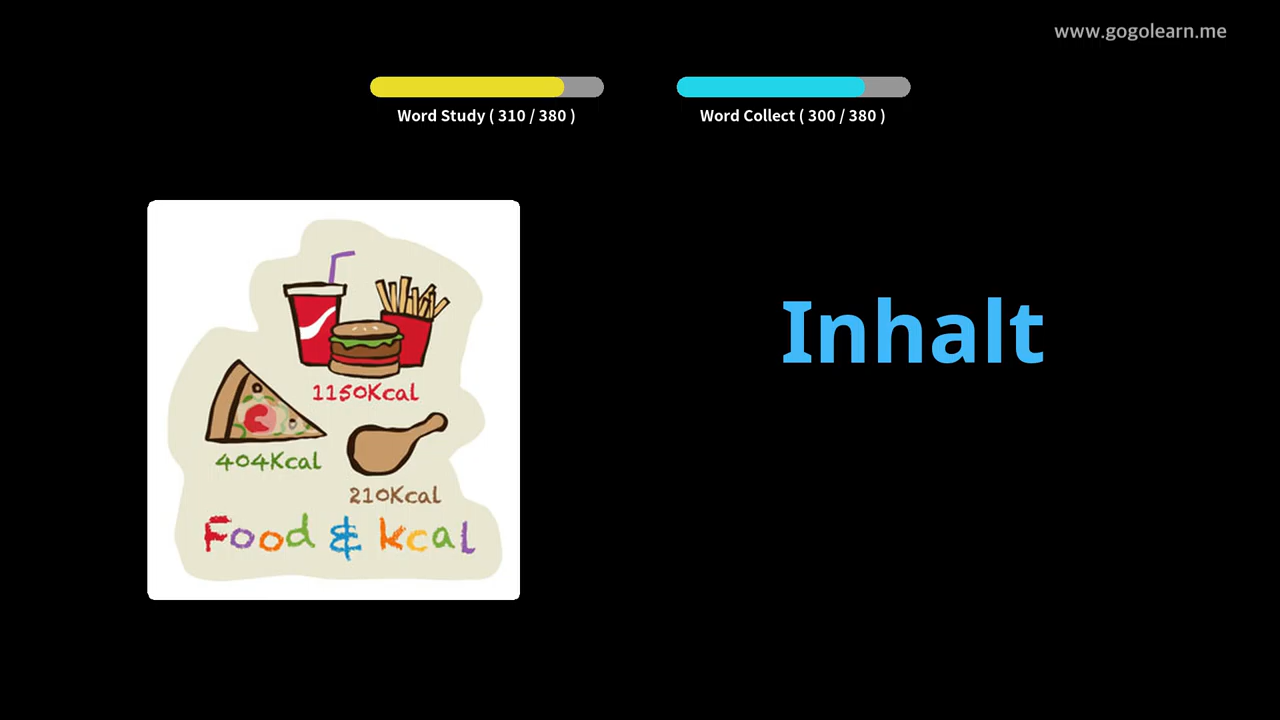 www.gogolearn.me
Word Study ( 310 / 380 )
Word Collect ( 300 / 380 )
1150Kcal
404Kcal
210Kcal
Food & kcal
Inhalt